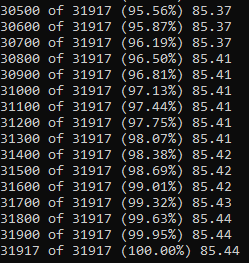 30500 of 31917 (95.56%) 85.37
30600 of 31917 (95.87%) 85.37
30700 of 31917 (96.19%) 85.37
30800 of 31917 (96.50%) 85.41
30900 of 31917 (96.81%) 85.41
31000 of 31917 (97.13%) 85.41
31100 of 31917 (97.44%) 85.41
31200 of 31917 (97.75%) 85.41
31300 of 31917 (98.07%) 85.41
31400 of 31917 (98.38%) 85.42
31500 of 31917 (98.69%) 85.42
31600 of 31917 (99.01%) 85.42
31700 of 31917 (99.32%) 85.43
31800 of 31917 (99.63%) 85.44
31900 of 31917 (99.95%) 85.44
31917 of 31917 (100.00%) 85.44